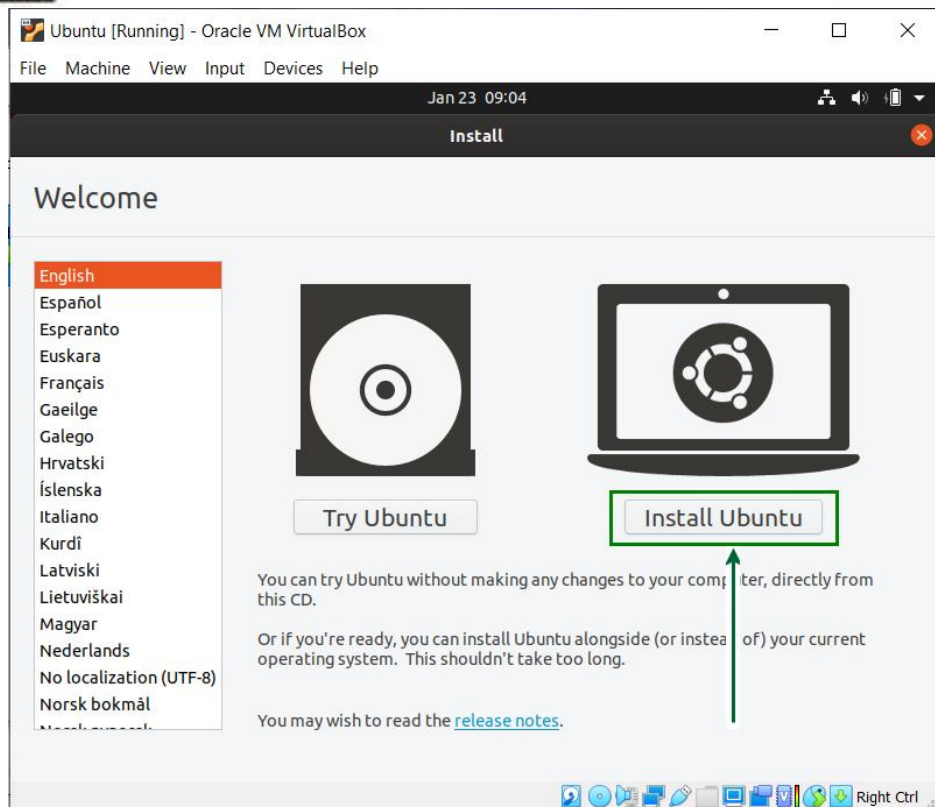 Ubuntu [Running] - Oracle VM VirtualBox
File Machine View Input Devices Help
Jan 23 09:04
Install
Welcome
English
Español
Esperanto
Euskara
Français
Gaeilge
Galego
Hrvatski
Íslenska
Italiano
Kurdî
Latviski
Lietuviškai
Magyar
Nederlands
No localization (UTF-8)
Norsk bokmål
Try Ubuntu
Install Ubuntu
You can try Ubuntu without making any changes to your computer, directly from
this CD.
Or if you're ready, you can install Ubuntu alongside (or instead of) your current
operating system. This shouldn't take too long.
You may wish to read the release notes.
Right Ctrl